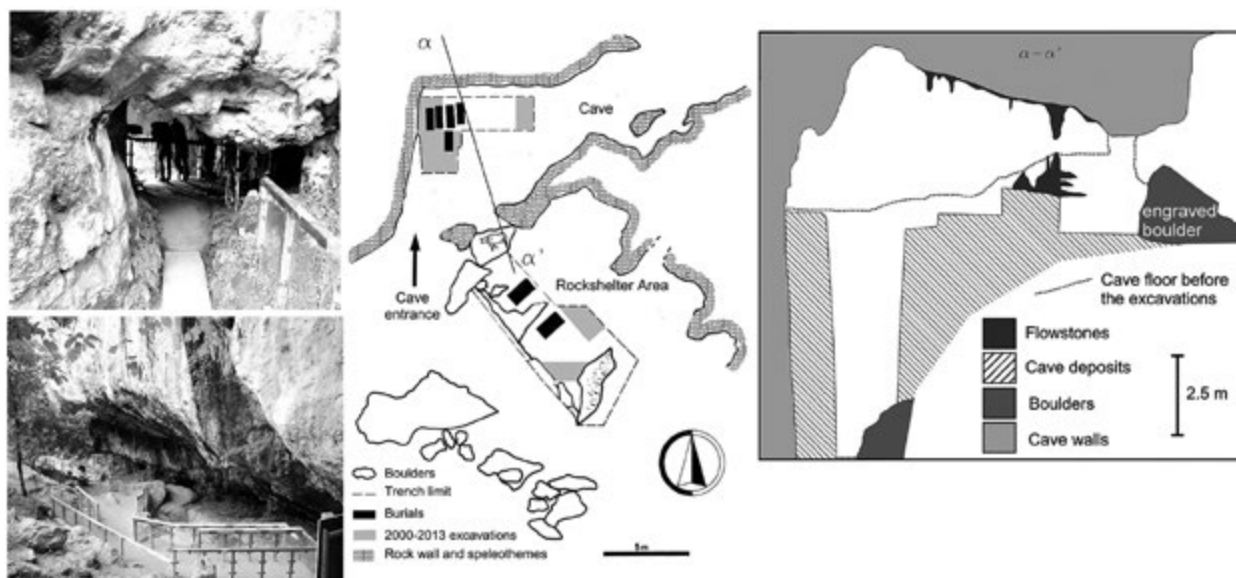 α
Cave
α'
Rockshelter Area
Cave
entrance
Boulders
Trench limit
Burials
2000-2013 excavations
Rock wall and speleothemes
5m
α – α'
engraved
boulder
Cave floor before
the excavations
Flowstones
Cave deposits
Boulders
Cave walls
2.5 m